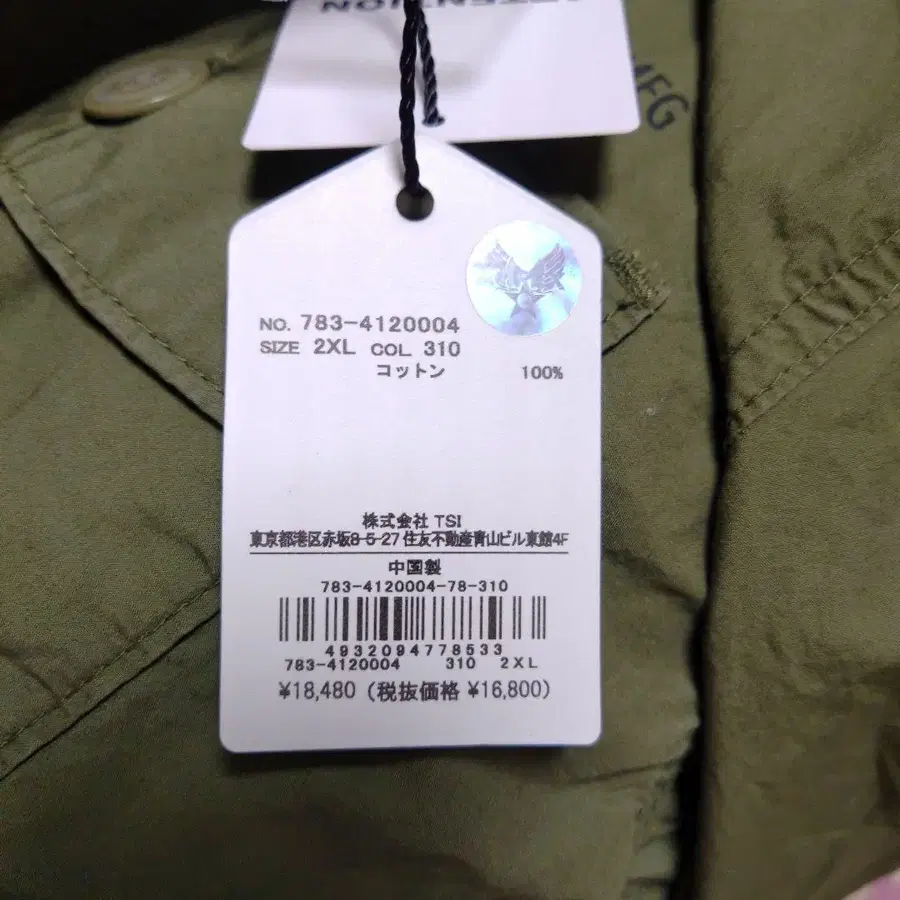 MFG
NO. 783-4120004
SIZE 2XL COL. 310
コットン 100%
株式会社 TSI
東京都港区赤坂8-5-27 住友不動産青山ビル東館4F
中国製
783-4120004-78-310
4932094778533
783-4120004 310 2XL
¥18,480 (税抜価格 ¥16,800)